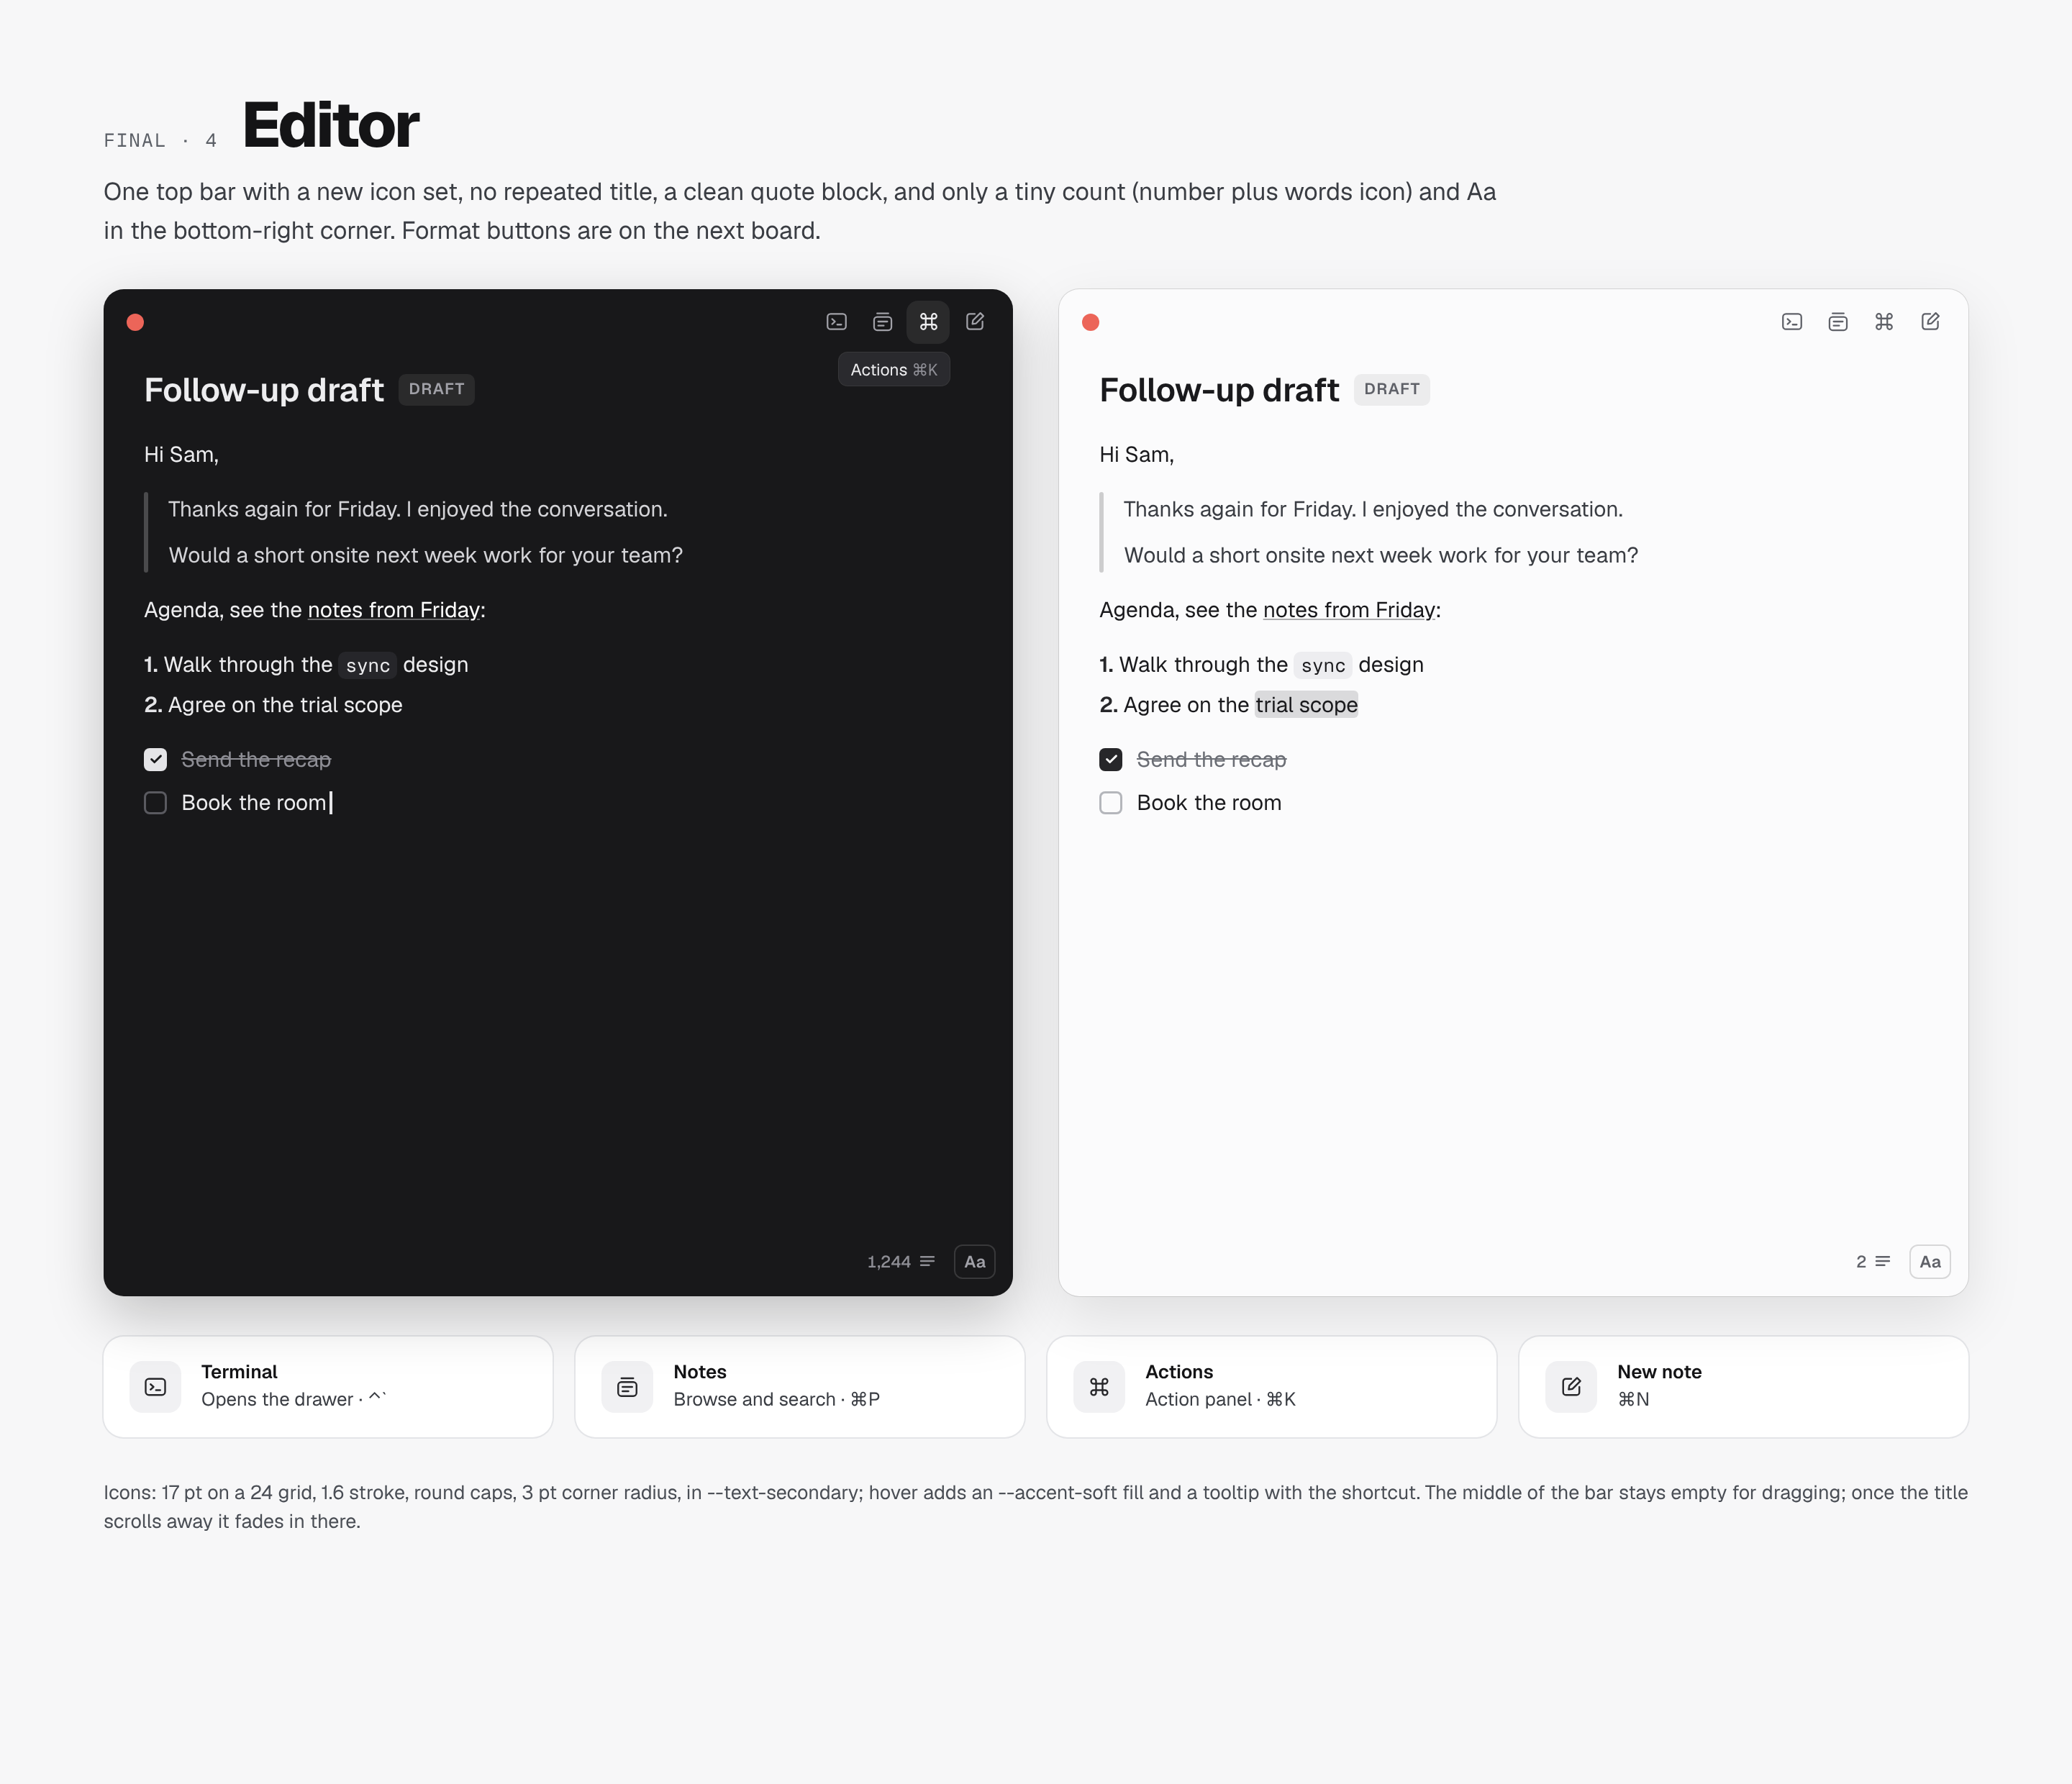 FINAL · 4 Editor
One top bar with a new icon set, no repeated title, a clean quote block, and only a tiny count (number plus words icon) and Aa
in the bottom-right corner. Format buttons are on the next board.
Actions ⌘K
Follow-up draft DRAFT
Hi Sam,
Thanks again for Friday. I enjoyed the conversation.
Would a short onsite next week work for your team?
Agenda, see the notes from Friday:
1. Walk through the sync design
2. Agree on the trial scope
Send the recap
Book the room
1,244
Aa
Follow-up draft DRAFT
Hi Sam,
Thanks again for Friday. I enjoyed the conversation.
Would a short onsite next week work for your team?
Agenda, see the notes from Friday:
1. Walk through the sync design
2. Agree on the trial scope
Send the recap
Book the room
2
Aa
Terminal
Opens the drawer · ^`
Notes
Browse and search · ⌘P
Actions
Action panel · ⌘K
New note
⌘N
Icons: 17 pt on a 24 grid, 1.6 stroke, round caps, 3 pt corner radius, in --text-secondary; hover adds an --accent-soft fill and a tooltip with the shortcut. The middle of the bar stays empty for dragging; once the title
scrolls away it fades in there.